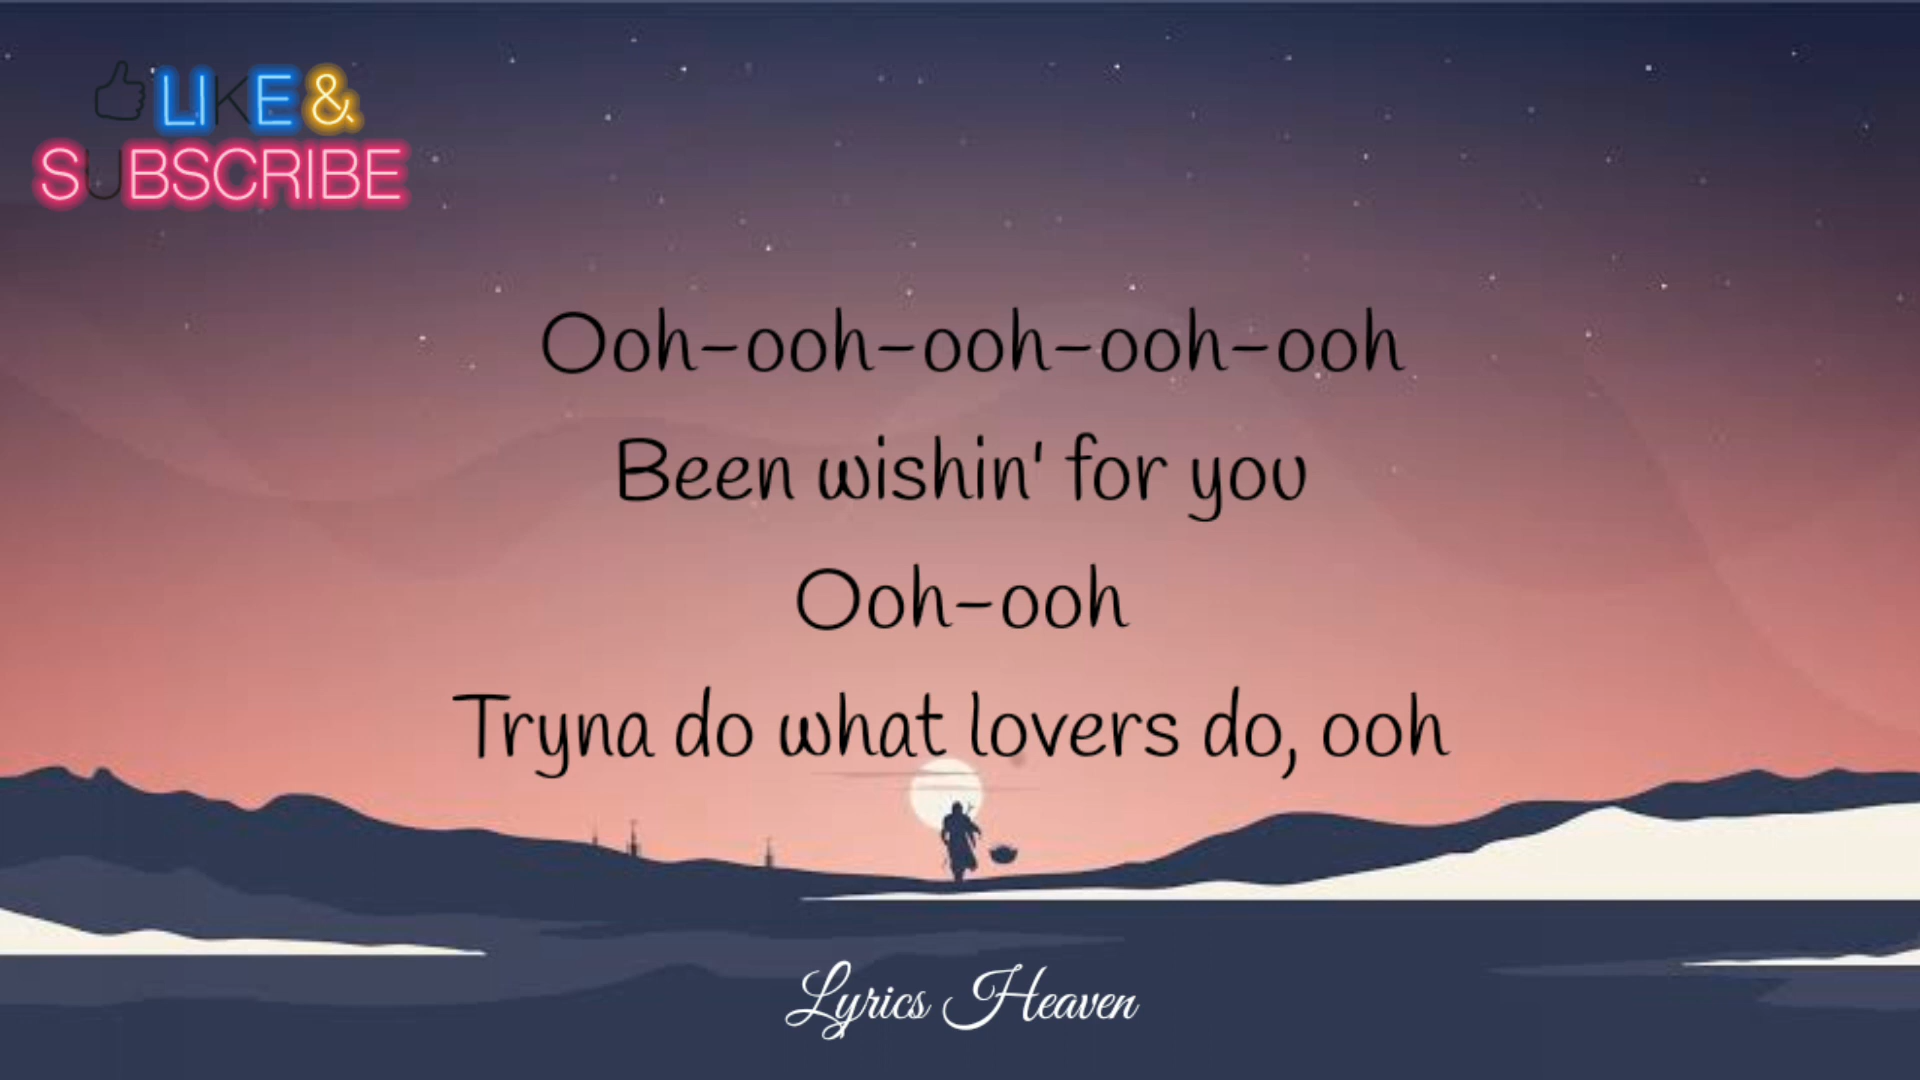 LIKE &
SUBSCRIBE
Ooh-ooh-ooh-ooh-ooh
Been wishin' for you
Ooh-ooh
Tryna do what lovers do, ooh
Lyrics Heaven